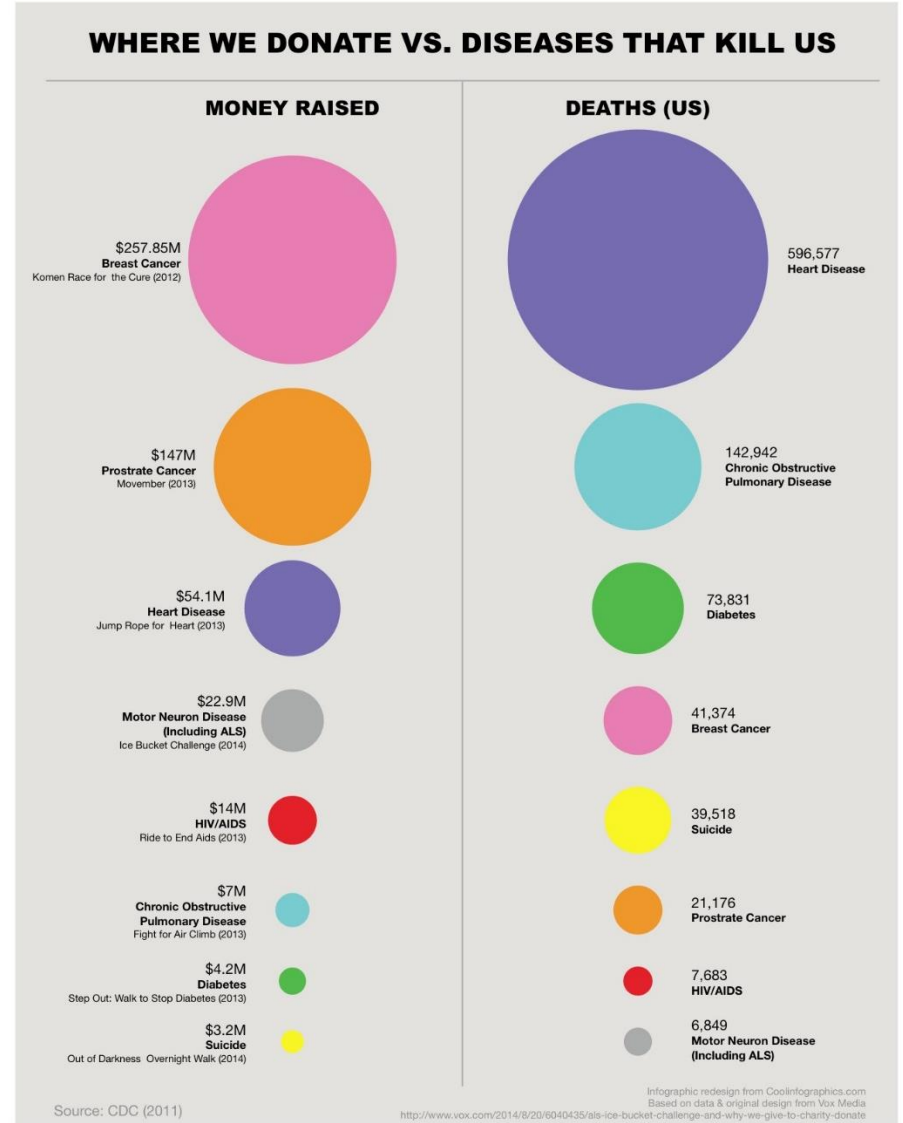 WHERE WE DONATE VS. DISEASES THAT KILL US
MONEY RAISED
$257.85M
Breast Cancer
Komen Race for the Cure (2012)
$147M
Prostrate Cancer
Movember (2013)
$54.1M
Heart Disease
Jump Rope for Heart (2013)
$22.9M
Motor Neuron Disease
(Including ALS)
Ice Bucket Challenge (2014)
$14M
HIV/AIDS
Ride to End Aids (2013)
$7M
Chronic Obstructive
Pulmonary Disease
Fight for Air Climb (2013)
$4.2M
Diabetes
Step Out: Walk to Stop Diabetes (2013)
$3.2M
Suicide
Out of Darkness Overnight Walk (2014)
DEATHS (US)
596,577
Heart Disease
142,942
Chronic Obstructive
Pulmonary Disease
73,831
Diabetes
41,374
Breast Cancer
39,518
Suicide
21,176
Prostrate Cancer
7,683
HIV/AIDS
6,849
Motor Neuron Disease
(Including ALS)
Source: CDC (2011)
Infographic redesign from Coolinfographics.com
Based on data & original design from Vox Media
http://www.vox.com/2014/8/20/6040435/als-ice-bucket-challenge-and-why-we-give-to-charity-donate